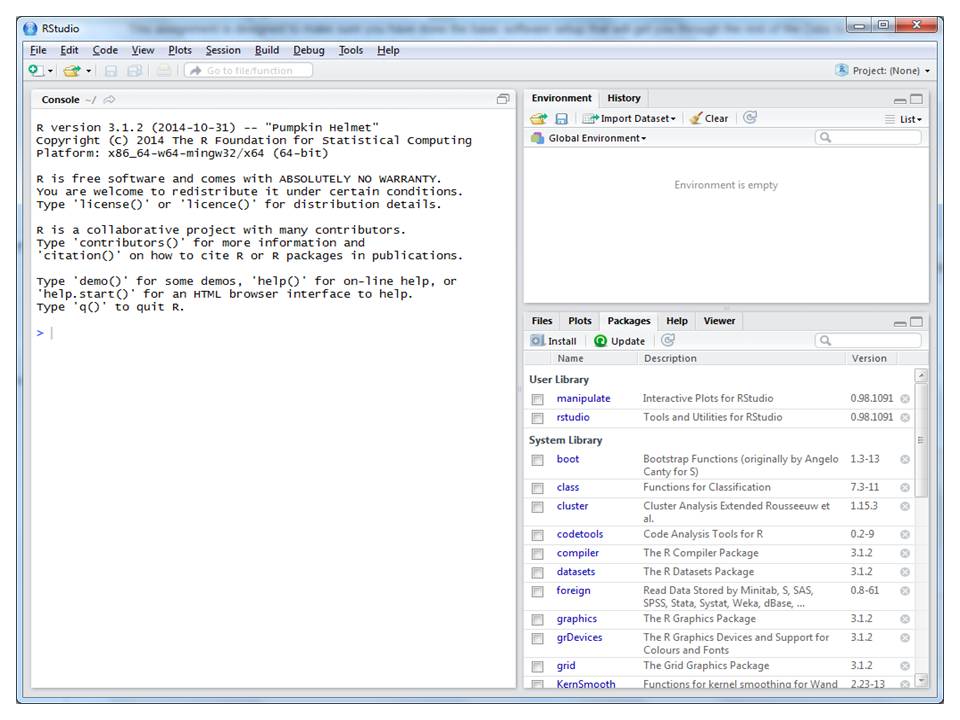 RStudio
File Edit Code View Plots Session Build Debug Tools Help
Go to file/function
Project: (None)
Console ~/
R version 3.1.2 (2014-10-31) -- "Pumpkin Helmet"
Copyright (C) 2014 The R Foundation for Statistical Computing
Platform: x86_64-w64-mingw32/x64 (64-bit)
R is free software and comes with ABSOLUTELY NO WARRANTY.
You are welcome to redistribute it under certain conditions.
Type 'license()' or 'licence()' for distribution details.
R is a collaborative project with many contributors.
Type 'contributors()' for more information and
'citation()' on how to cite R or R packages in publications.
Type 'demo()' for some demos, 'help()' for on-line help, or
'help.start()' for an HTML browser interface to help.
Type 'q()' to quit R.
>
Environment History
Import Dataset Clear List
Global Environment
Environment is empty
Files Plots Packages Help Viewer
Install Update
Name Description Version
User Library
manipulate Interactive Plots for RStudio 0.98.1091
rstudio Tools and Utilities for RStudio 0.98.1091
System Library
boot Bootstrap Functions (originally by Angelo 1.3-13
Canty for S)
class Functions for Classification 7.3-11
cluster Cluster Analysis Extended Rousseeuw et 1.15.3
al.
codetools Code Analysis Tools for R 0.2-9
compiler The R Compiler Package 3.1.2
datasets The R Datasets Package 3.1.2
foreign Read Data Stored by Minitab, S, SAS, 0.8-61
SPSS, Stata, Systat, Weka, dBase, ...
graphics The R Graphics Package 3.1.2
grDevices The R Graphics Devices and Support for 3.1.2
Colours and Fonts
grid The Grid Graphics Package 3.1.2
KernSmooth Functions for kernel smoothing for Wand 2.23-13